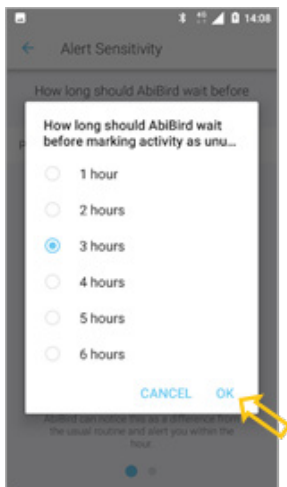 14:08
Alert Sensitivity
How long should AbiBird wait before
How long should AbiBird wait
before marking activity as unu...
1 hour
2 hours
3 hours
4 hours
5 hours
6 hours
CANCEL OK
AbiBird can notice this as a difference from
the usual routine and alert you within the
hour